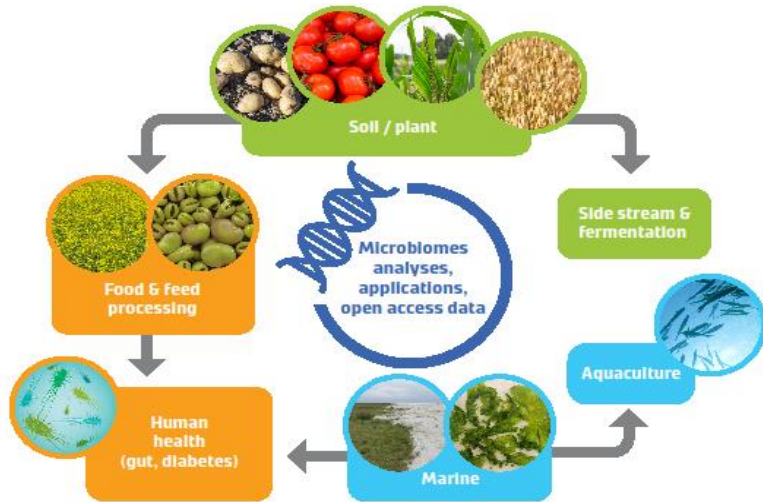 Soil / plant
Side stream &
fermentation
Microbiomes
analyses,
applications,
open access data
Food & feed
processing
Aquaculture
Human
health
(gut, diabetes)
Marine